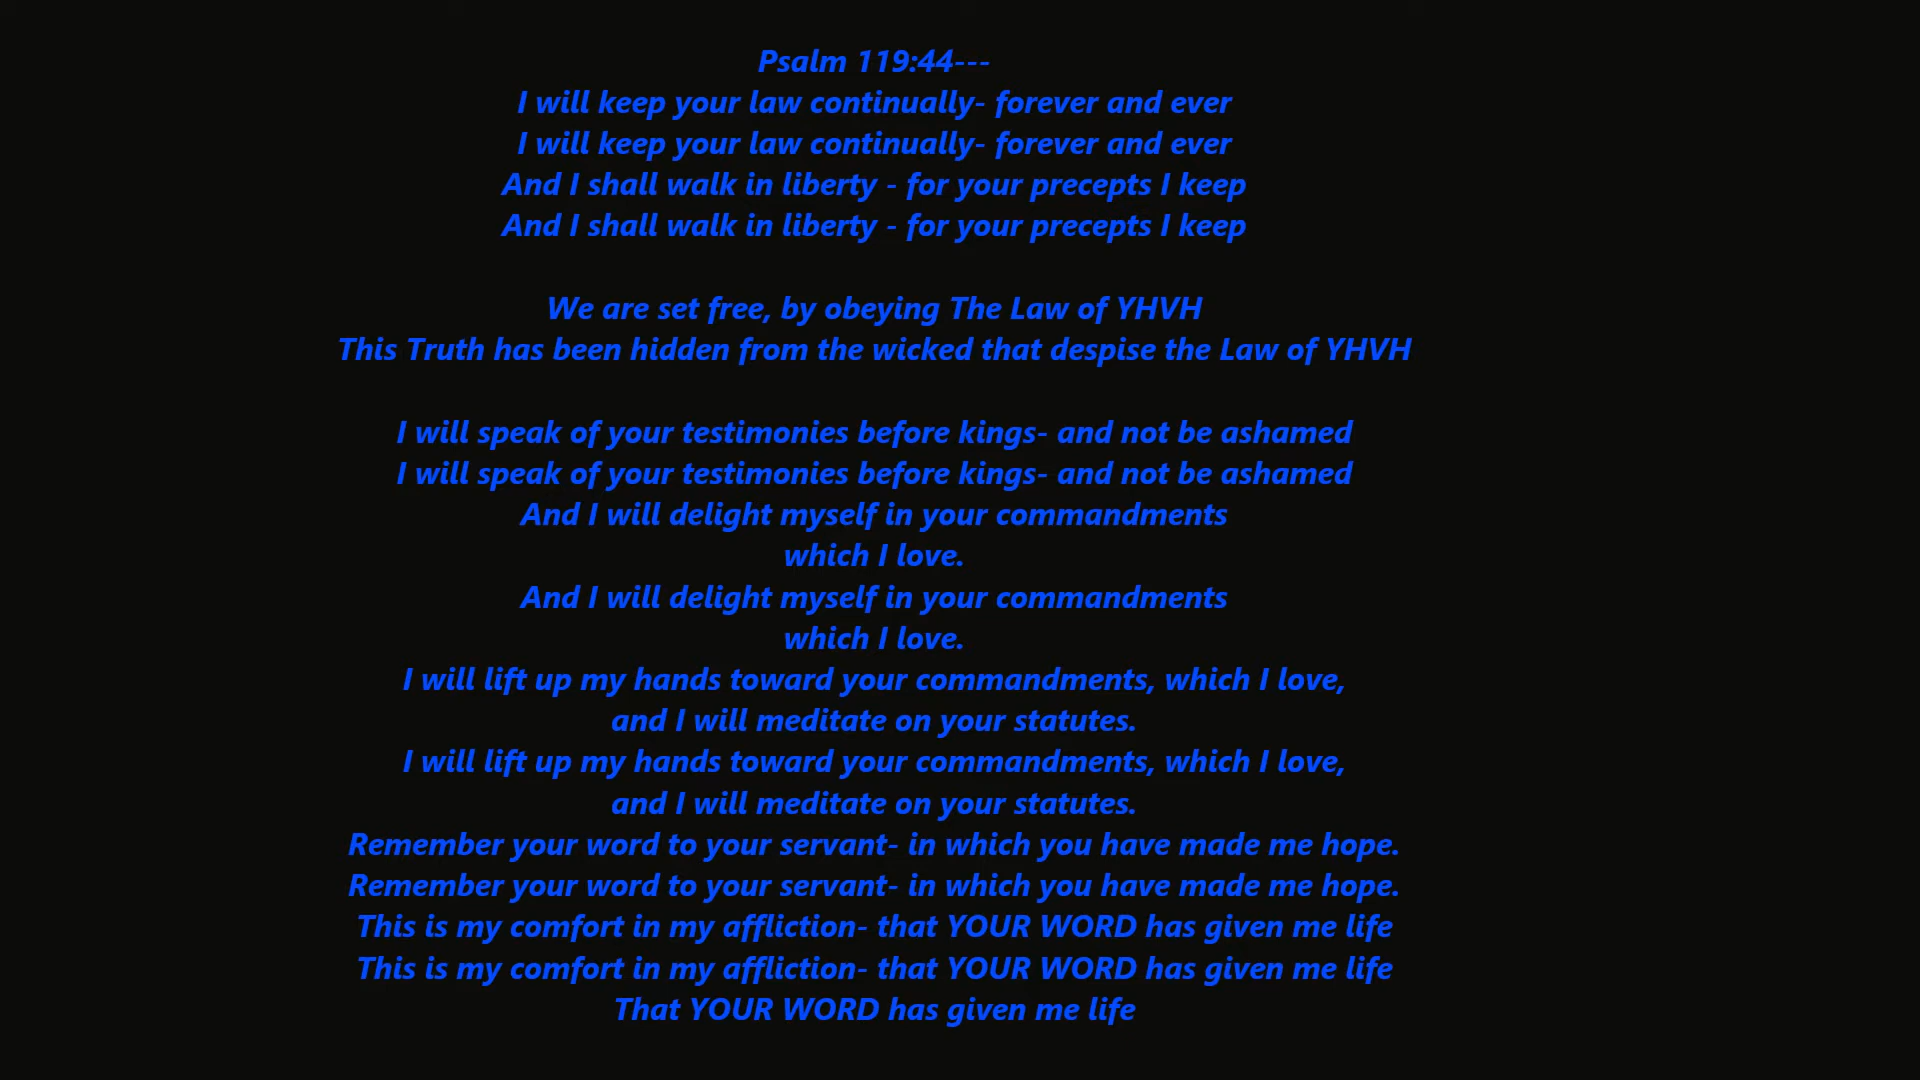 Psalm 119:44---
I will keep your law continually- forever and ever
I will keep your law continually- forever and ever
And I shall walk in liberty - for your precepts I keep
And I shall walk in liberty - for your precepts I keep
We are set free, by obeying The Law of YHVH
This Truth has been hidden from the wicked that despise the Law of YHVH
I will speak of your testimonies before kings- and not be ashamed
I will speak of your testimonies before kings- and not be ashamed
And I will delight myself in your commandments
which I love.
And I will delight myself in your commandments
which I love.
I will lift up my hands toward your commandments, which I love,
and I will meditate on your statutes.
I will lift up my hands toward your commandments, which I love,
and I will meditate on your statutes.
Remember your word to your servant- in which you have made me hope.
Remember your word to your servant- in which you have made me hope.
This is my comfort in my affliction- that YOUR WORD has given me life
This is my comfort in my affliction- that YOUR WORD has given me life
That YOUR WORD has given me life